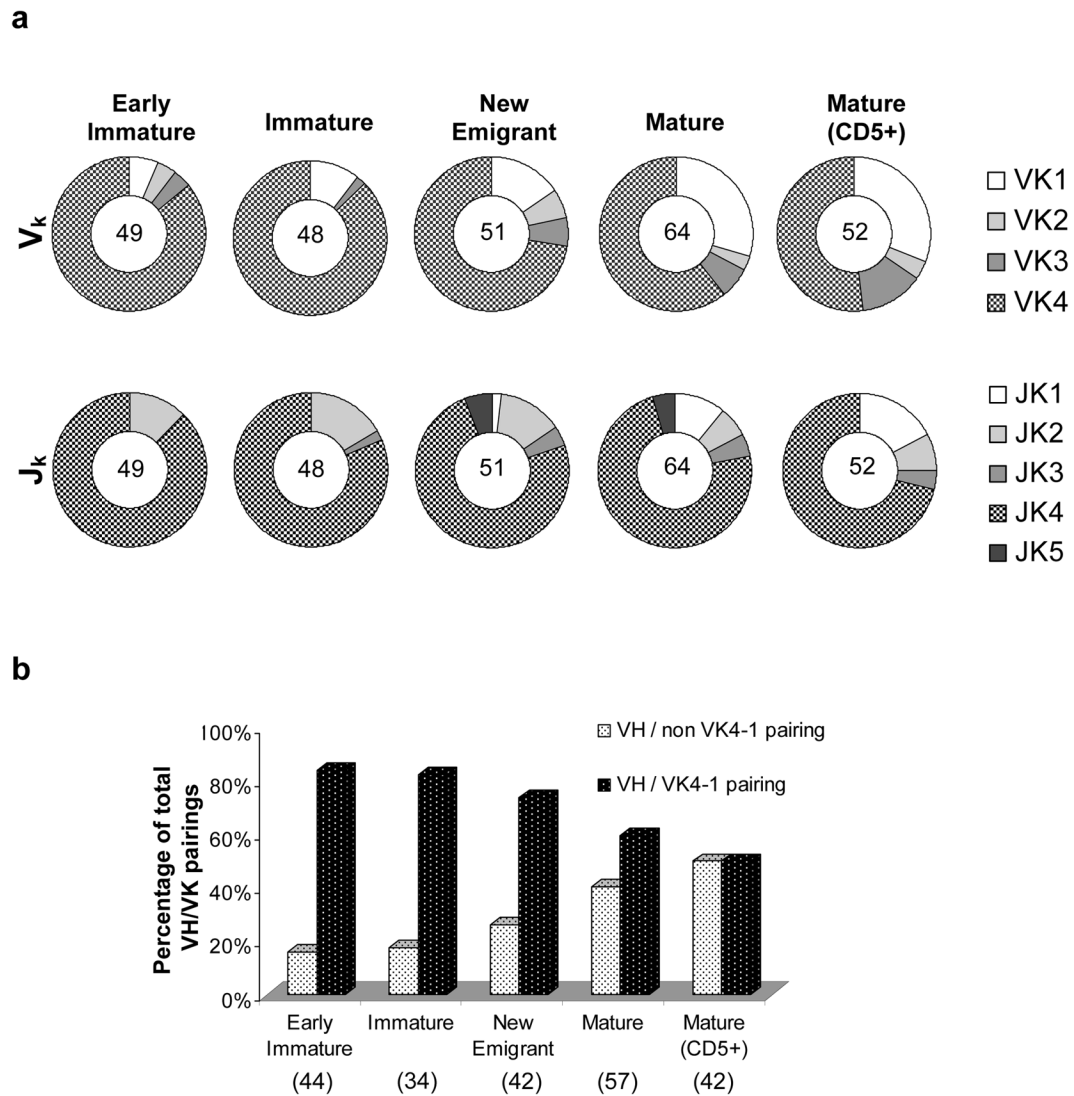 a
Early
Immature
Immature
New
Emigrant
Mature
Mature
(CD5+)
Vk
49
48
51
64
52
VK1
VK2
VK3
VK4
Jk
49
48
51
64
52
JK1
JK2
JK3
JK4
JK5
b
Percentage of total
VH/VK pairings
100%
80%
60%
40%
20%
0%
VH / non VK4-1 pairing
VH / VK4-1 pairing
Early
Immature
(44)
Immature
(34)
New
Emigrant
(42)
Mature
(57)
Mature
(CD5+)
(42)